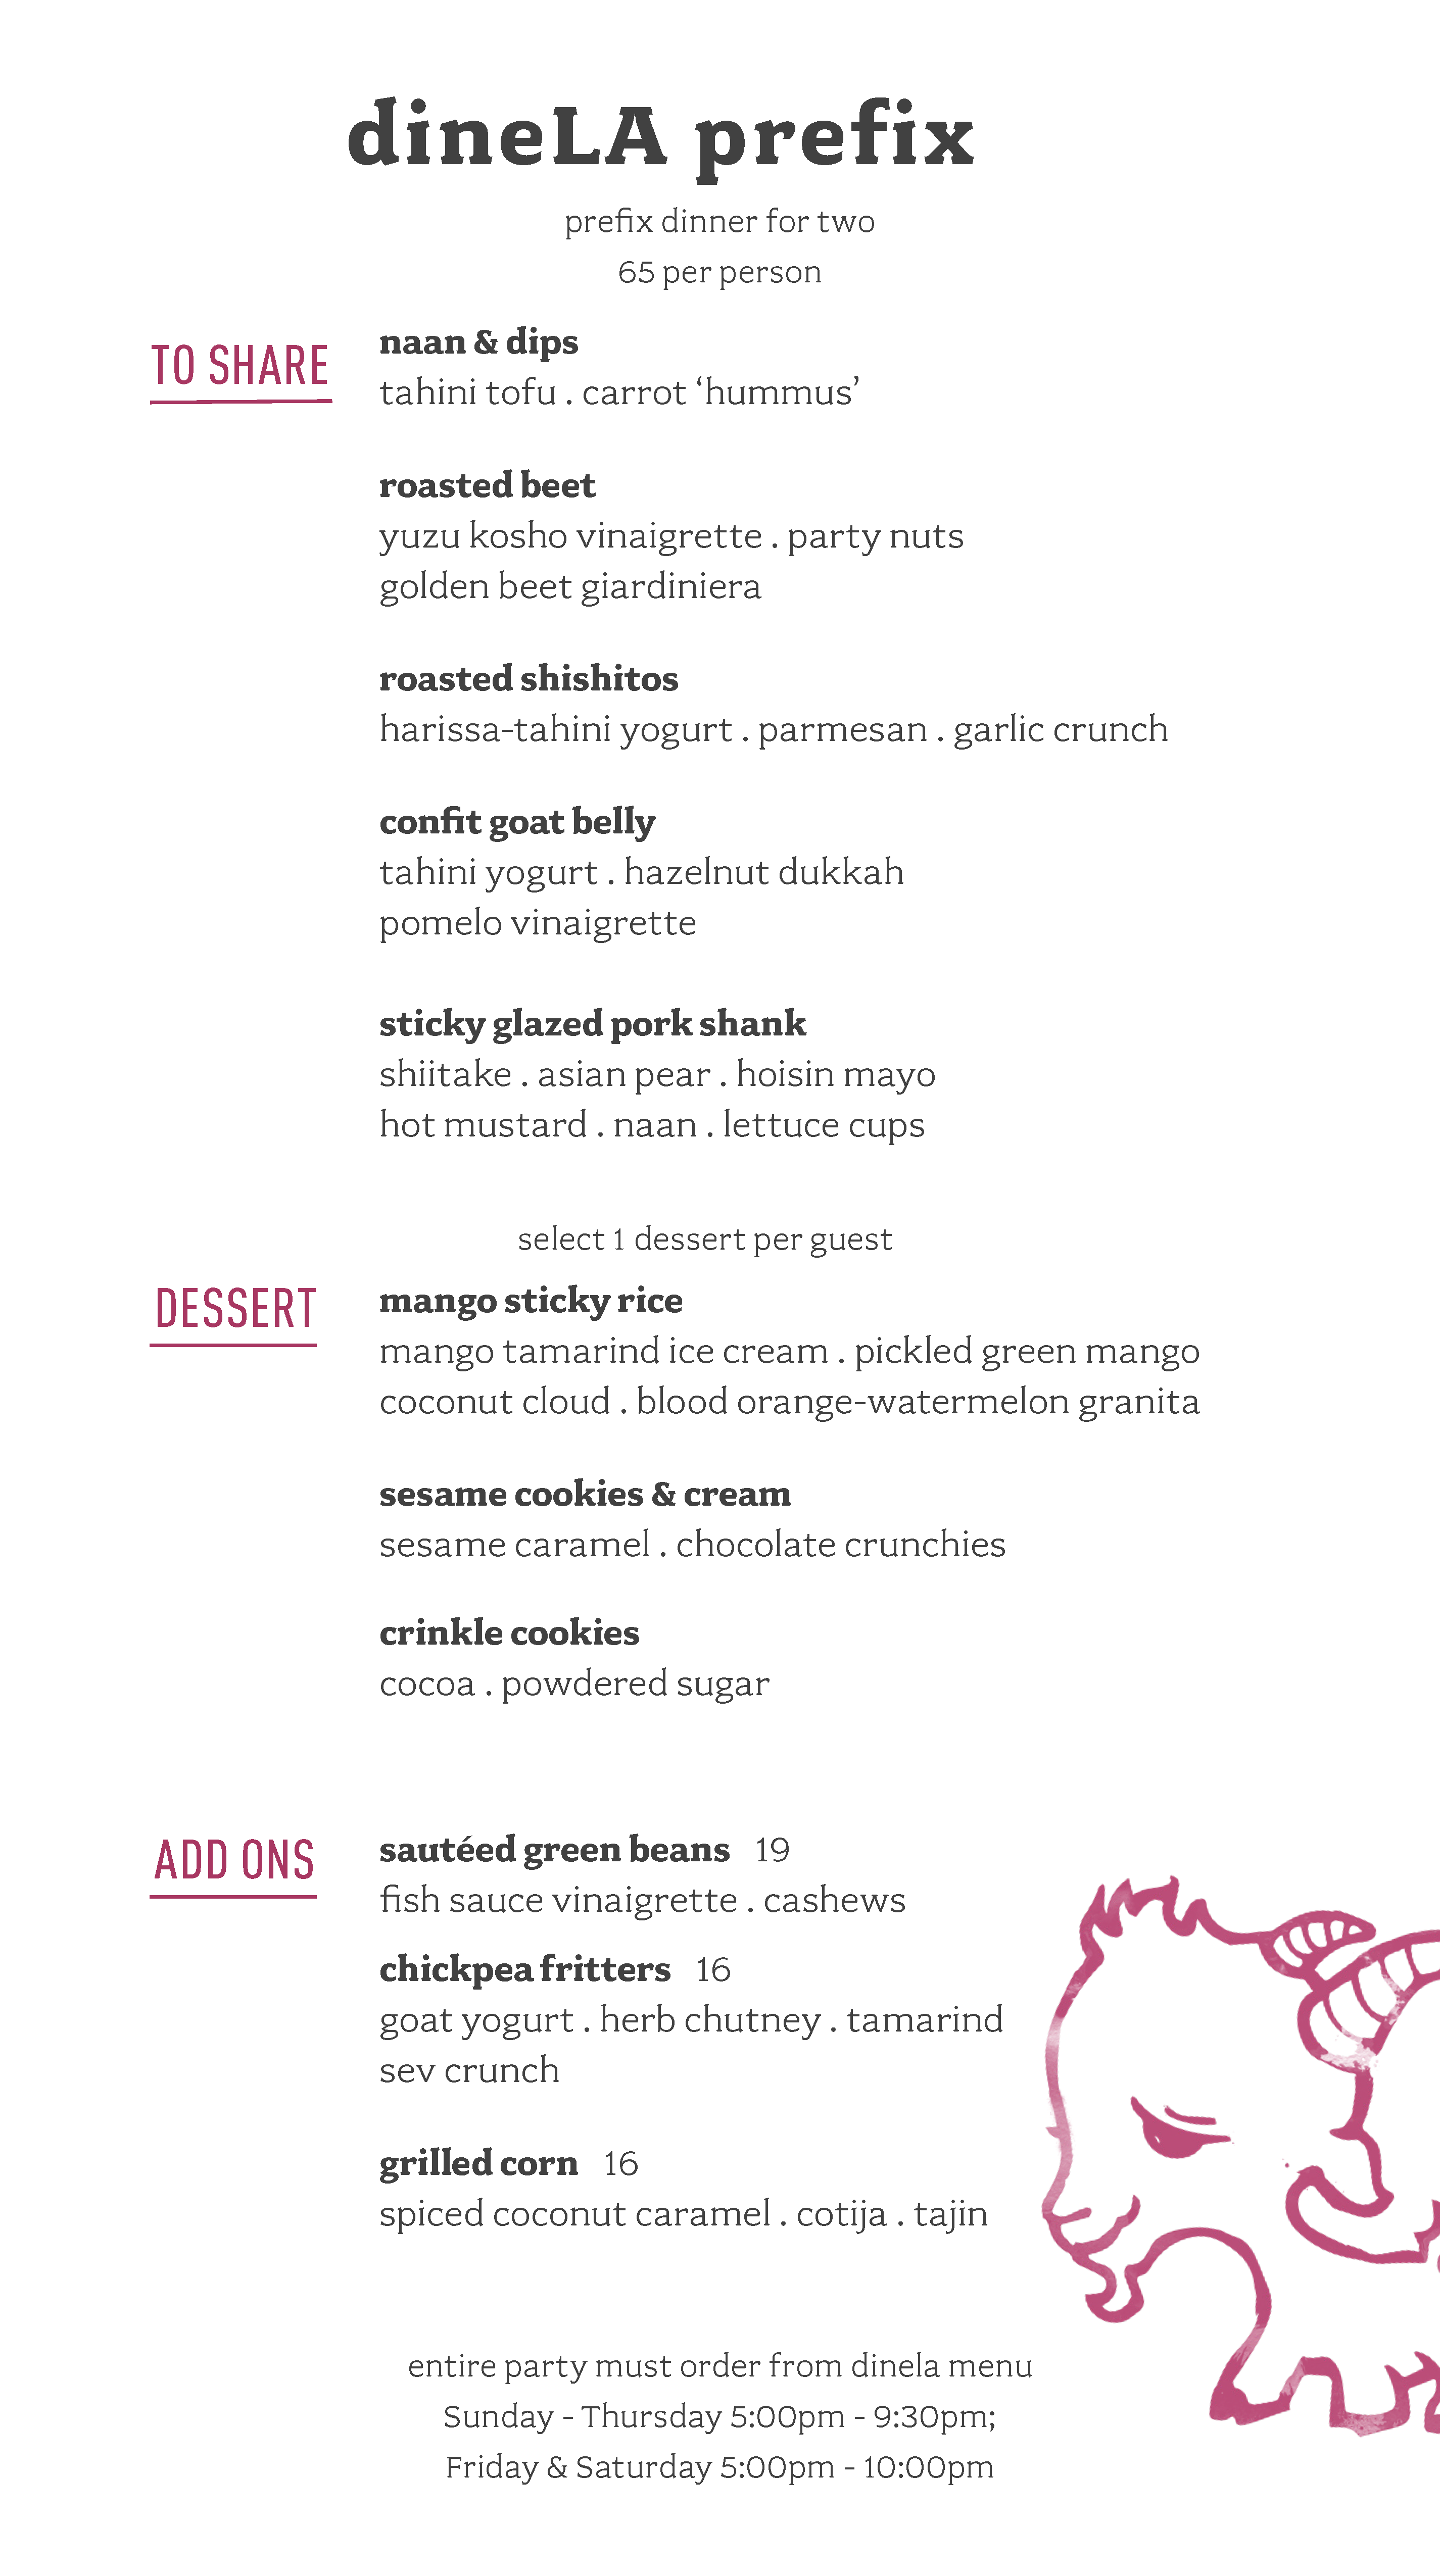 dineLA prefix
prefix dinner for two
65 per person
TO SHARE
naan & dips
tahini tofu . carrot ‘hummus’
roasted beet
yuzu kosho vinaigrette . party nuts
golden beet giardiniera
roasted shishitos
harissa-tahini yogurt . parmesan . garlic crunch
confit goat belly
tahini yogurt . hazelnut dukkah
pomelo vinaigrette
sticky glazed pork shank
shiitake . asian pear . hoisin mayo
hot mustard . naan . lettuce cups
select 1 dessert per guest
DESSERT
mango sticky rice
mango tamarind ice cream . pickled green mango
coconut cloud . blood orange-watermelon granita
sesame cookies & cream
sesame caramel . chocolate crunchies
crinkle cookies
cocoa . powdered sugar
ADD ONS
sautéed green beans 19
fish sauce vinaigrette . cashews
chickpea fritters 16
goat yogurt . herb chutney . tamarind
sev crunch
grilled corn 16
spiced coconut caramel . cotija . tajin
entire party must order from dinela menu
Sunday - Thursday 5:00pm - 9:30pm;
Friday & Saturday 5:00pm - 10:00pm